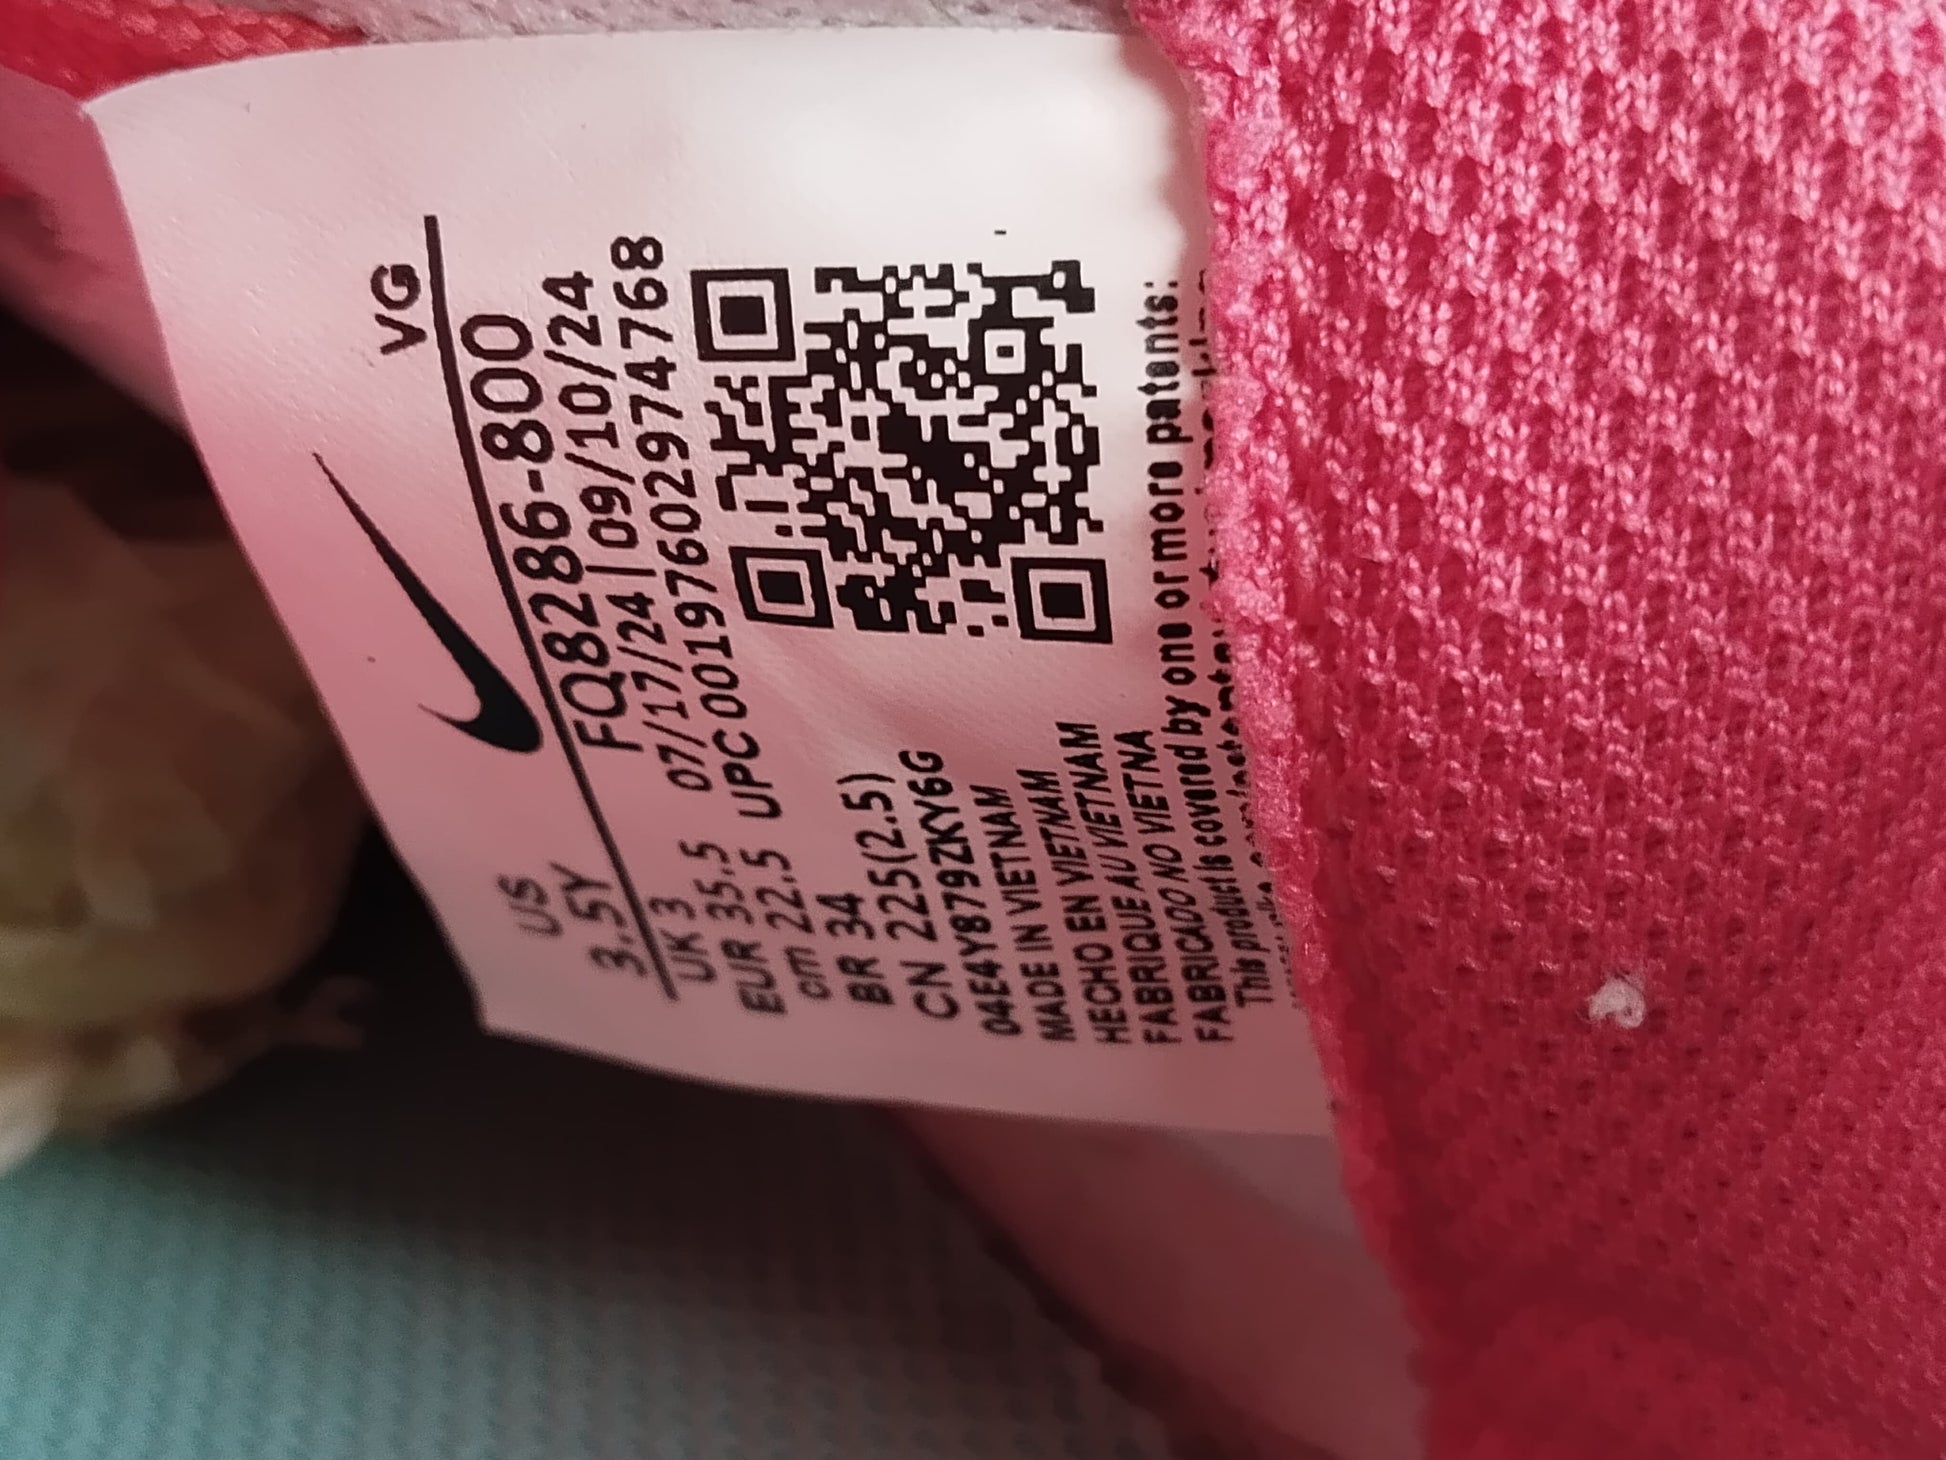 VG
US
3.5Y
FQ8286-800
UK 3
07/17/24 | 09/10/24
EUR 35.5
UPC 00197602974768
cm 22.5
BR 34
CN 225(2.5)
04E4Y879ZKY6G
MADE IN VIETNAM
HECHO EN VIETNAM
FABRIQUE AU VIETNAM
FABRICADO NO VIETNA
This product is covered by one or more patents: